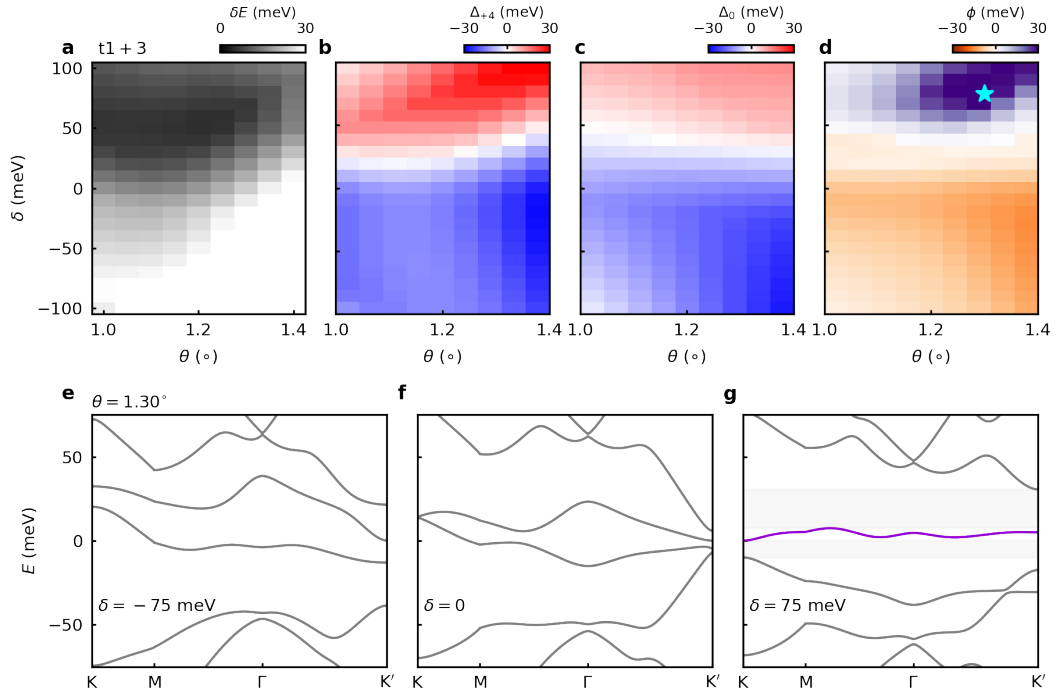 δE (meV)
0 30
a t1 + 3
Δ+4 (meV)
−30 0 30
b
Δ0 (meV)
−30 0 30
c
ϕ (meV)
−30 0 30
d
δ (meV)
100
50
0
−50
−100
1.0 1.2 1.4
θ (∘)
1.0 1.2 1.4
θ (∘)
1.0 1.2 1.4
θ (∘)
1.0 1.2 1.4
θ (∘)
e θ = 1.30∘
E (meV)
50
0
−50
δ = − 75 meV
K M Γ K′
f
δ = 0
K M Γ K′
g
δ = 75 meV
K M Γ K′